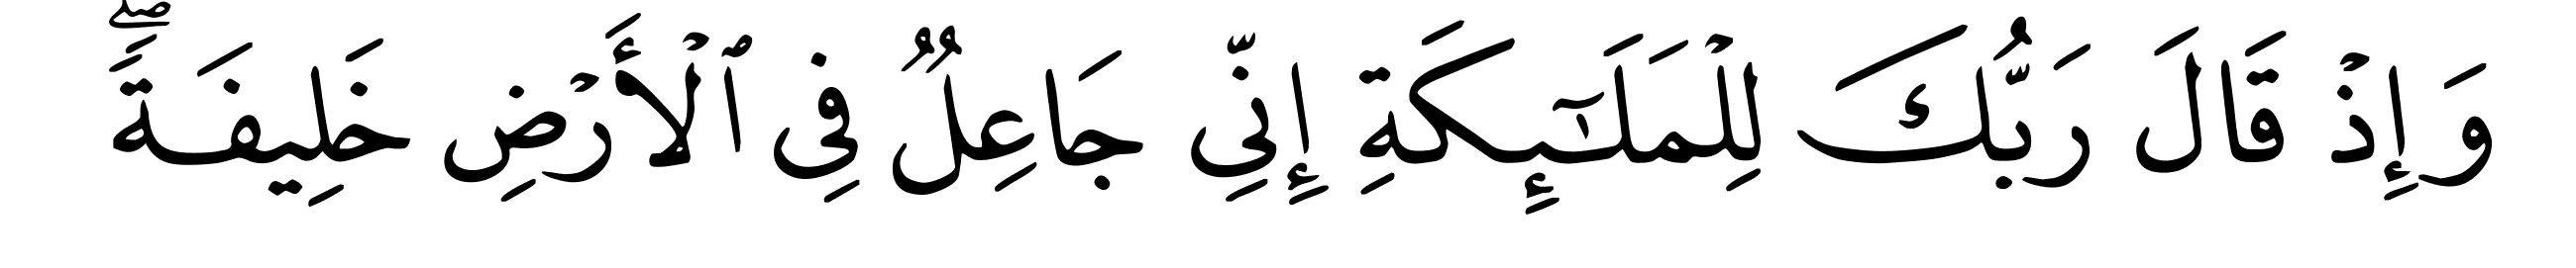 وَإِذۡ قَالَ رَبُّكَ لِلۡمَلَـٰٓئِكَةِ إِنِّي جَاعِلٞ فِي ٱلۡأَرۡضِ خَلِيفَةٗۖ